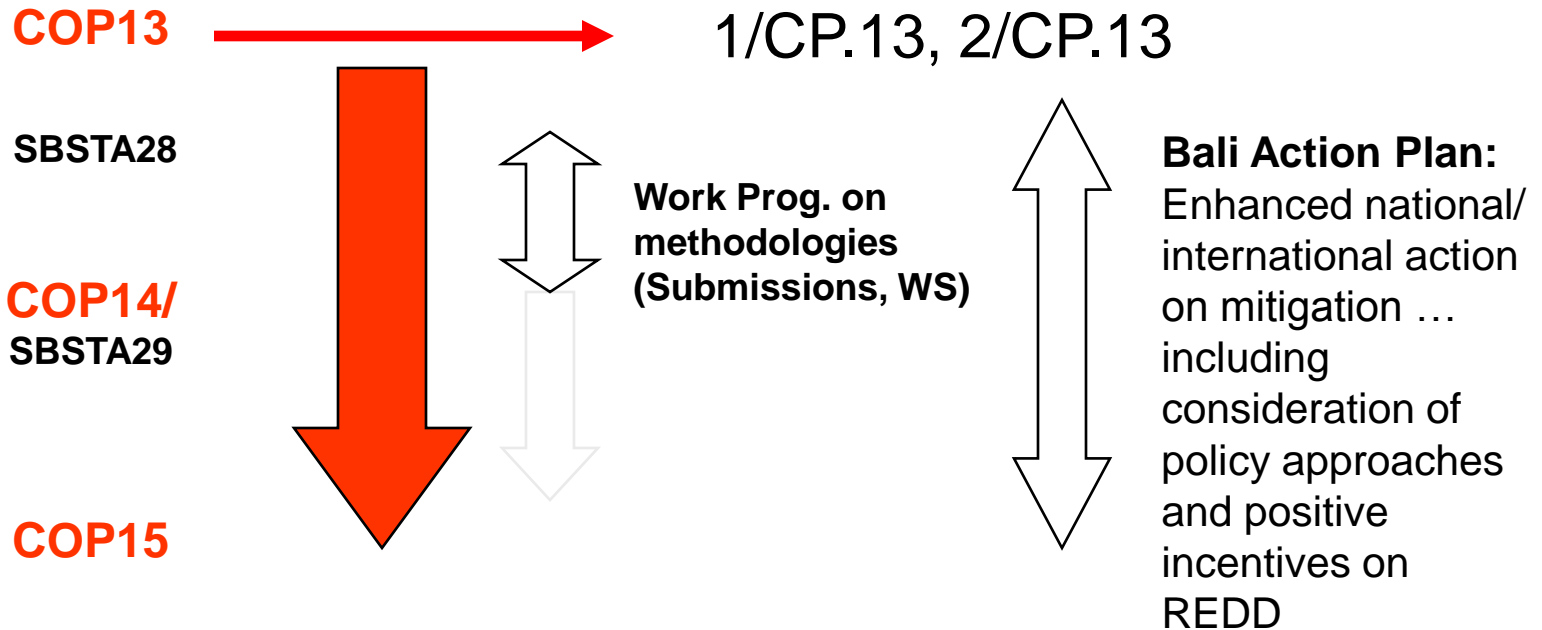 COP13
1/CP.13, 2/CP.13
SBSTA28
Work Prog. on
methodologies
(Submissions, WS)
Bali Action Plan:
Enhanced national/
international action
on mitigation …
including
consideration of
policy approaches
and positive
incentives on
REDD
COP14/
SBSTA29
COP15